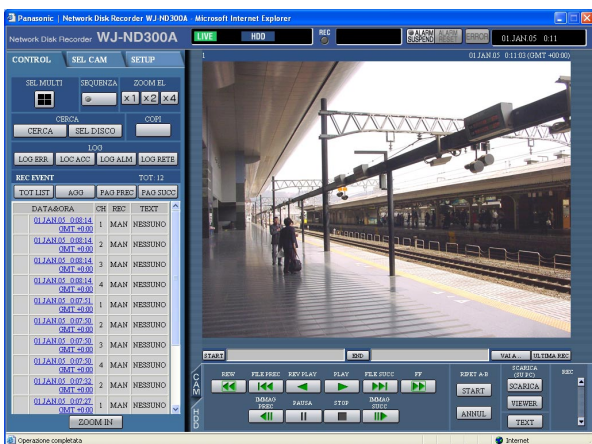 Panasonic | Network Disk Recorder WJ-ND300A - Microsoft Internet Explorer
Network Disk Recorder WJ-ND300A
LIVE HDD REC ALARM SUSPEND ALARM RESET ERROR 01.JAN.05 0:11
CONTROL SEL CAM SETUP
1 01.JAN.05 0:11:03 (GMT +00:00)
SEL MULTI SEQUENZA ZOOM EL
x1 x2 x4
CERCA COPI
CERCA SEL DISCO
LOG
LOG ERR LOG ACC LOG ALM LOG RETE
REC EVENT TOT: 12
TOT LIST AGG PAG PREC PAG SUCC
DATA&ORA CH REC TEXT
01.JAN.05 0:08:14 GMT +0:00 1 MAN NESSUNO
01.JAN.05 0:08:14 GMT +0:00 2 MAN NESSUNO
01.JAN.05 0:08:14 GMT +0:00 3 MAN NESSUNO
01.JAN.05 0:08:14 GMT +0:00 4 MAN NESSUNO
01.JAN.05 0:07:51 GMT +0:00 1 MAN NESSUNO
01.JAN.05 0:07:50 GMT +0:00 2 MAN NESSUNO
01.JAN.05 0:07:50 GMT +0:00 3 MAN NESSUNO
01.JAN.05 0:07:50 GMT +0:00 4 MAN NESSUNO
01.JAN.05 0:07:32 GMT +0:00 2 MAN NESSUNO
01.JAN.05 0:07:27 GMT +0:00 1 MAN NESSUNO
ZOOM IN
START END VAI A... ULTIMA REC
CAM
HDD
REW FILE PREC REV PLAY PLAY FILE SUCC FF
IMMAG PREC PAUSA STOP IMMAG SUCC
RIPET A-B
START
ANNUL
SCARICA (SU PC)
SCARICA
VIEWER
TEXT
REC
Operazione completata Internet